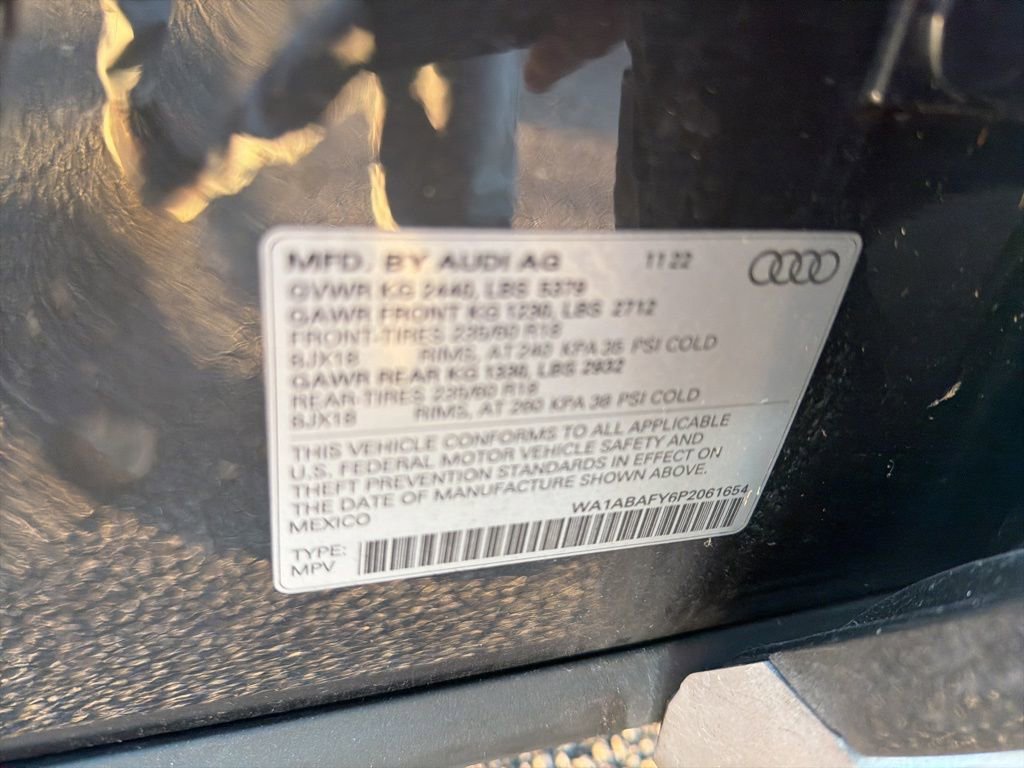 MFD. BY AUDI AG 11 22
GVWR KG 2440, LBS 5379
GAWR FRONT KG 1230, LBS 2712
FRONT-TIRES 235/60 R18
8JX18 RIMS, AT 240 KPA 35 PSI COLD
GAWR REAR KG 1330, LBS 2932
REAR-TIRES 235/60 R18
8JX18 RIMS, AT 260 KPA 38 PSI COLD
THIS VEHICLE CONFORMS TO ALL APPLICABLE
U.S. FEDERAL MOTOR VEHICLE SAFETY AND
THEFT PREVENTION STANDARDS IN EFFECT ON
THE DATE OF MANUFACTURE SHOWN ABOVE.
MEXICO WA1ABAFY6P2061654
TYPE:
MPV